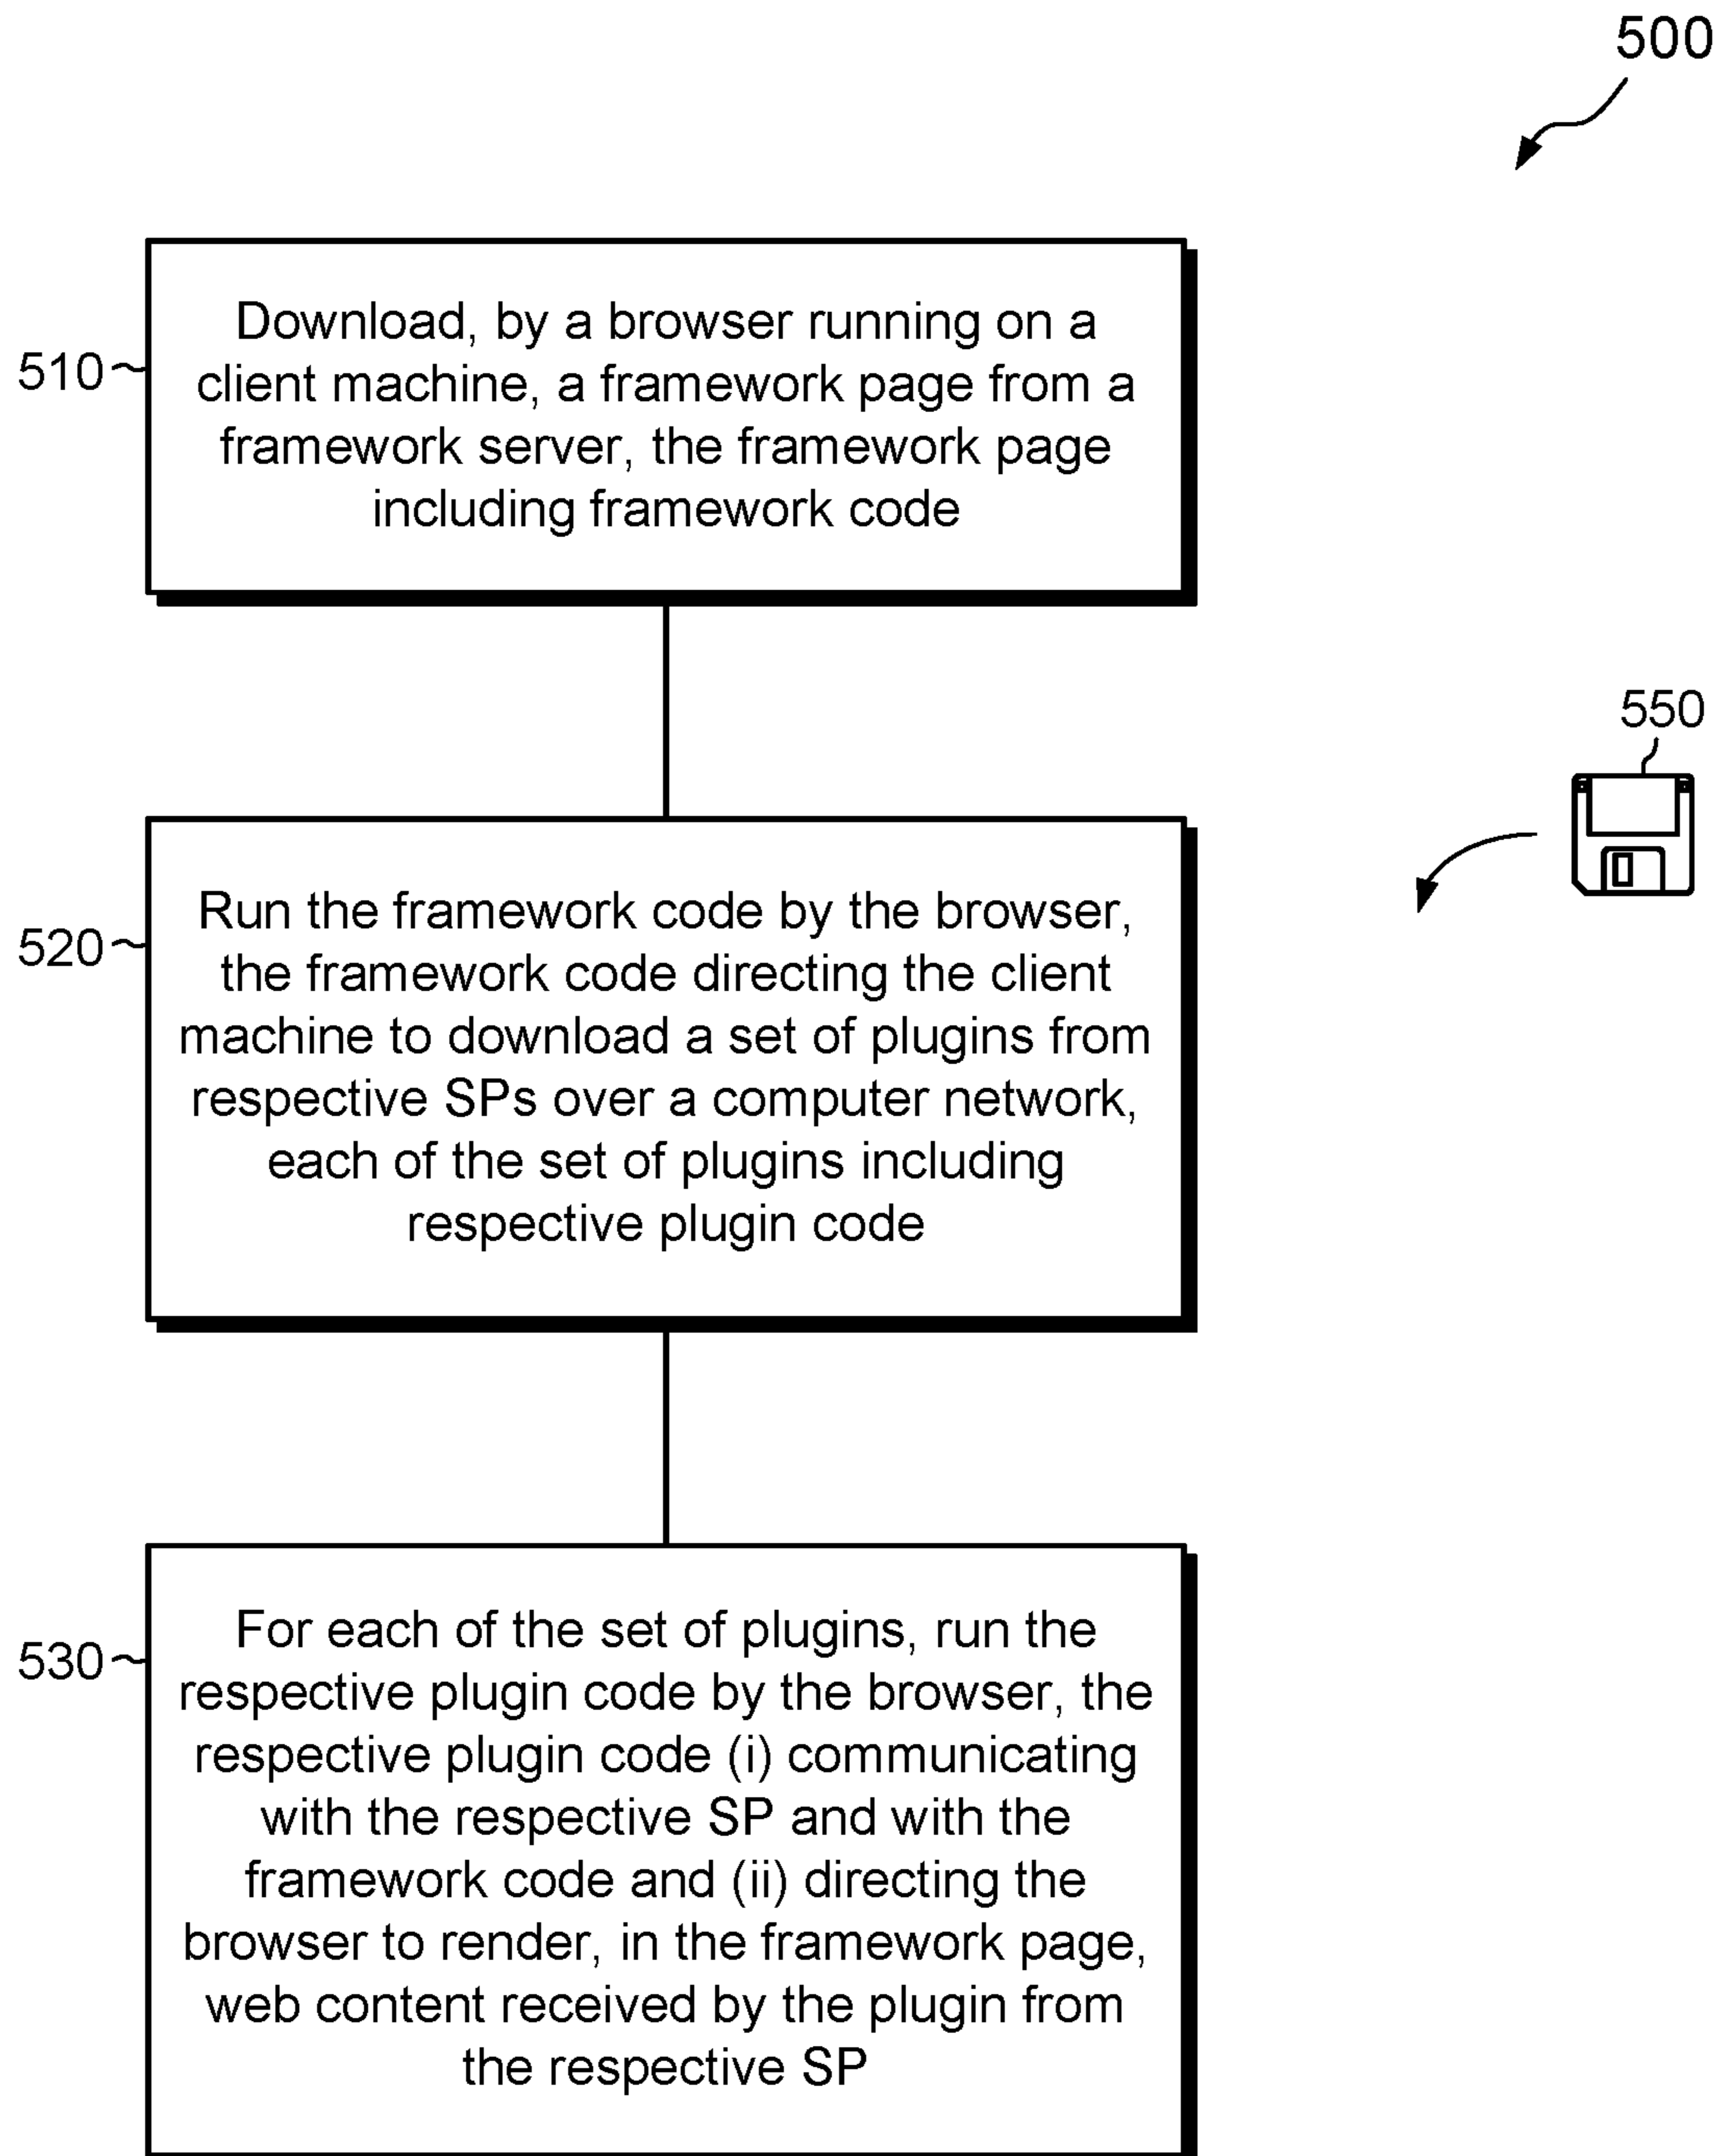 500
510
Download, by a browser running on a
client machine, a framework page from a
framework server, the framework page
including framework code
550
520
Run the framework code by the browser,
the framework code directing the client
machine to download a set of plugins from
respective SPs over a computer network,
each of the set of plugins including
respective plugin code
530
For each of the set of plugins, run the
respective plugin code by the browser, the
respective plugin code (i) communicating
with the respective SP and with the
framework code and (ii) directing the
browser to render, in the framework page,
web content received by the plugin from
the respective SP